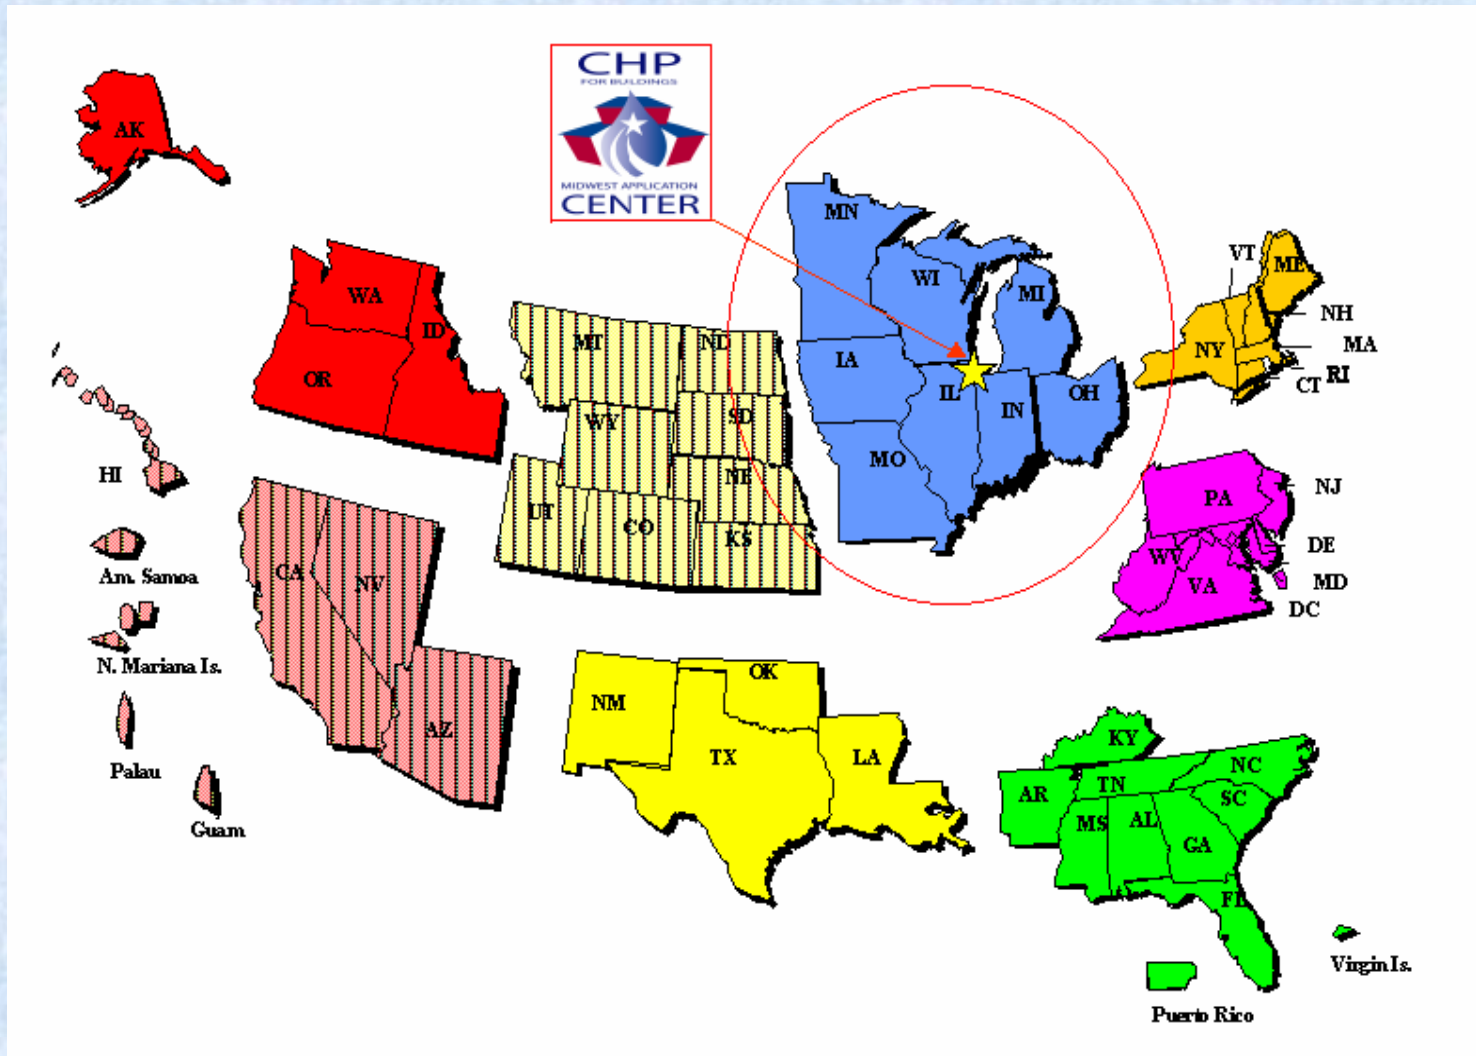 CHP
FOR BUILDINGS
MIDWEST APPLICATION
CENTER
AK
WA
ID
OR
MT
ND
WY
SD
NE
UT
CO
KS
MN
WI
MI
IA
IL
IN
OH
MO
VT
ME
NH
NY
MA
CT
RI
HI
Am. Samoa
N. Mariana Is.
Palau
Guam
CA
NV
AZ
PA
NJ
WV
DE
VA
MD
DC
OK
NM
TX
LA
KY
AR
TN
NC
SC
MS
AL
GA
FL
Virgin Is.
Puerto Rico